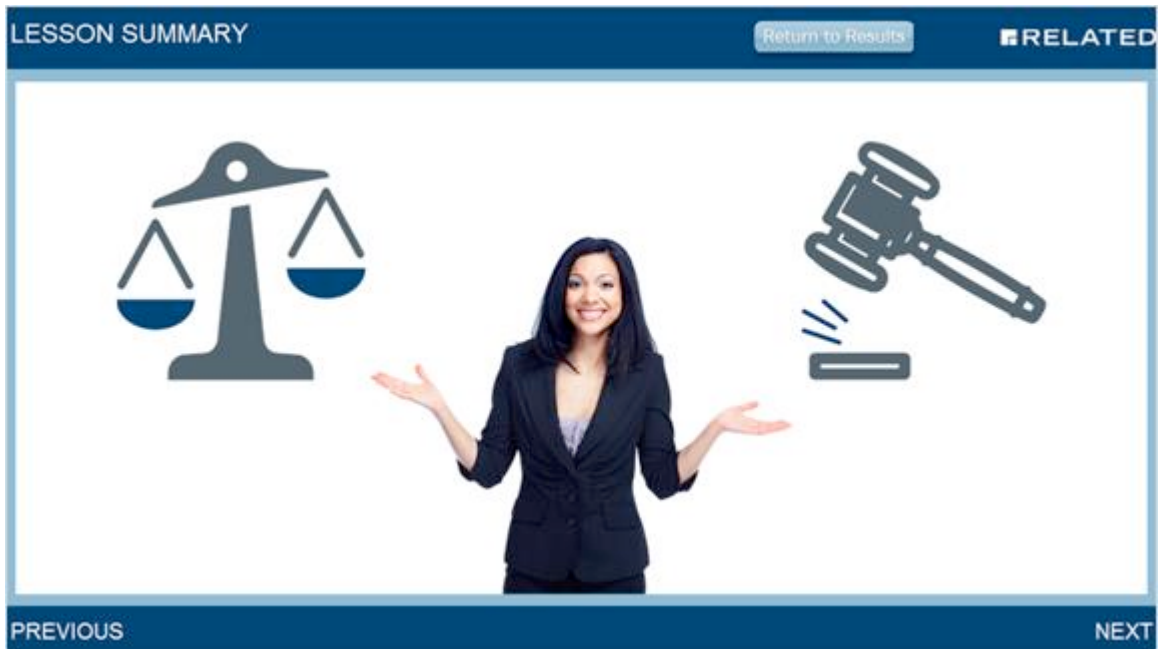 LESSON SUMMARY
Return to Results
RELATED
PREVIOUS
NEXT